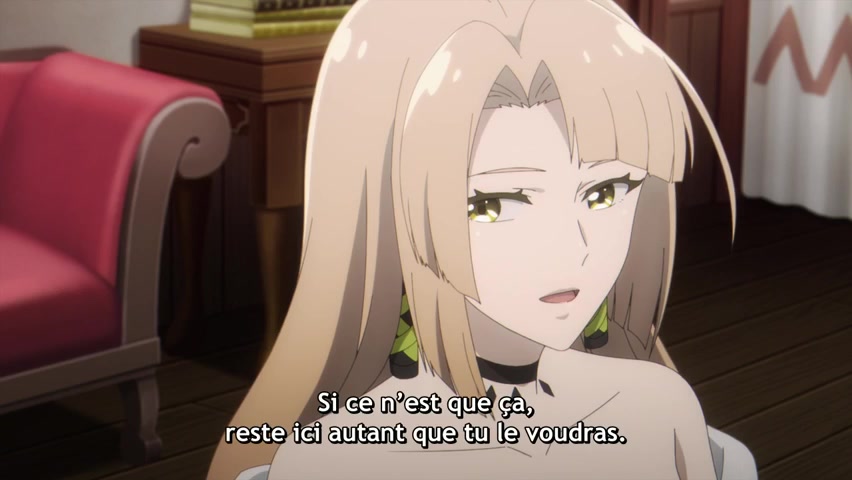 Si ce n'est que ça,
reste ici autant que tu le voudras.